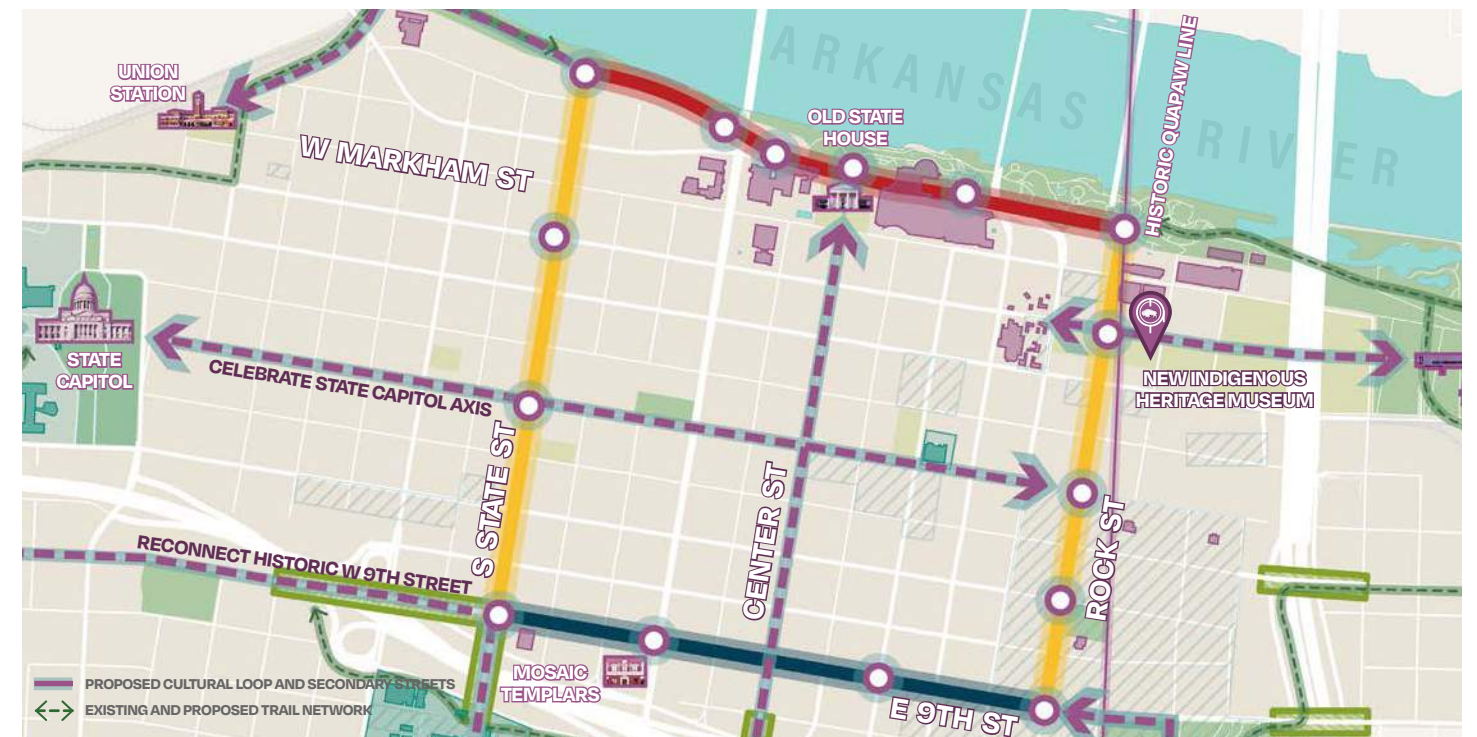 ARKANSAS RIVER
HISTORIC QUAPAW LINE
UNION
STATION
OLD STATE
HOUSE
W MARKHAM ST
STATE
CAPITOL
CELEBRATE STATE CAPITOL AXIS
NEW INDIGENOUS
HERITAGE MUSEUM
S STATE ST
CENTER ST
ROCK ST
RECONNECT HISTORIC W 9TH STREET
MOSAIC
TEMPLARS
E 9TH ST
PROPOSED CULTURAL LOOP AND SECONDARY STREETS
EXISTING AND PROPOSED TRAIL NETWORK